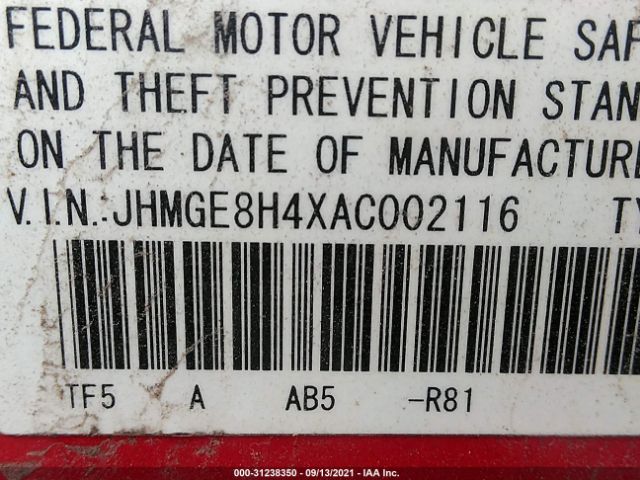 FEDERAL MOTOR VEHICLE SAF
AND THEFT PREVENTION STAN
ON THE DATE OF MANUFACTURE
V.I.N.: JHMGE8H4XAC002116 TY
TF5 A AB5 -R81
000-31238350 - 09/13/2021 - IAA Inc.